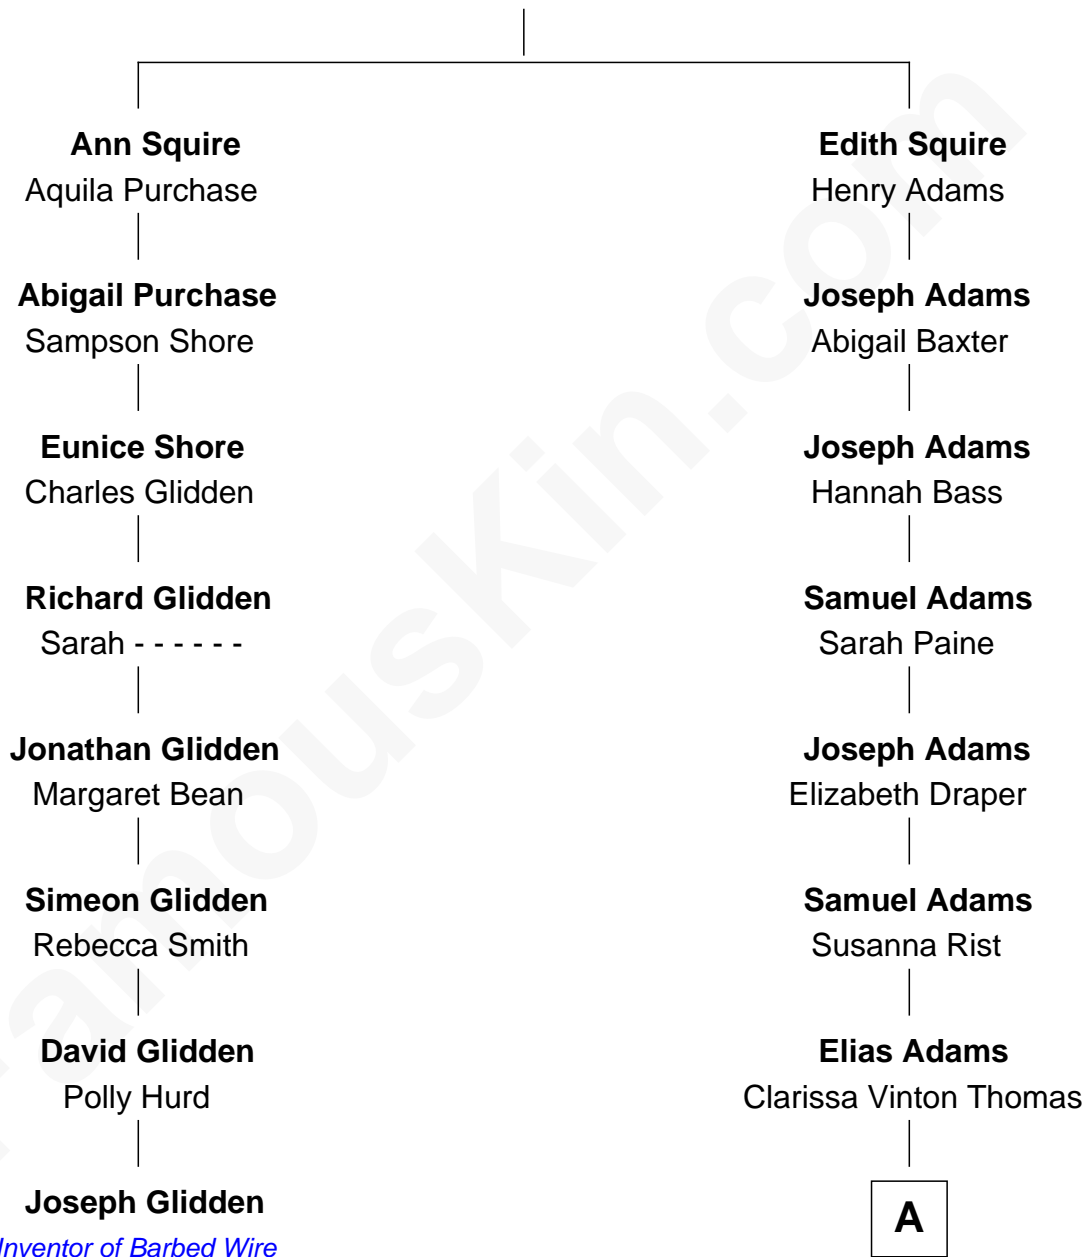 Ann Squire
Aquila Purchase
Abigail Purchase
Sampson Shore
Eunice Shore
Charles Glidden
Richard Glidden
Sarah - - - - - -
Jonathan Glidden
Margaret Bean
Simeon Glidden
Rebecca Smith
David Glidden
Polly Hurd
Joseph Glidden
Inventor of Barbed Wire
Edith Squire
Henry Adams
Joseph Adams
Abigail Baxter
Joseph Adams
Hannah Bass
Samuel Adams
Sarah Paine
Joseph Adams
Elizabeth Draper
Samuel Adams
Susanna Rist
Elias Adams
Clarissa Vinton Thomas
A
FamousKin.com